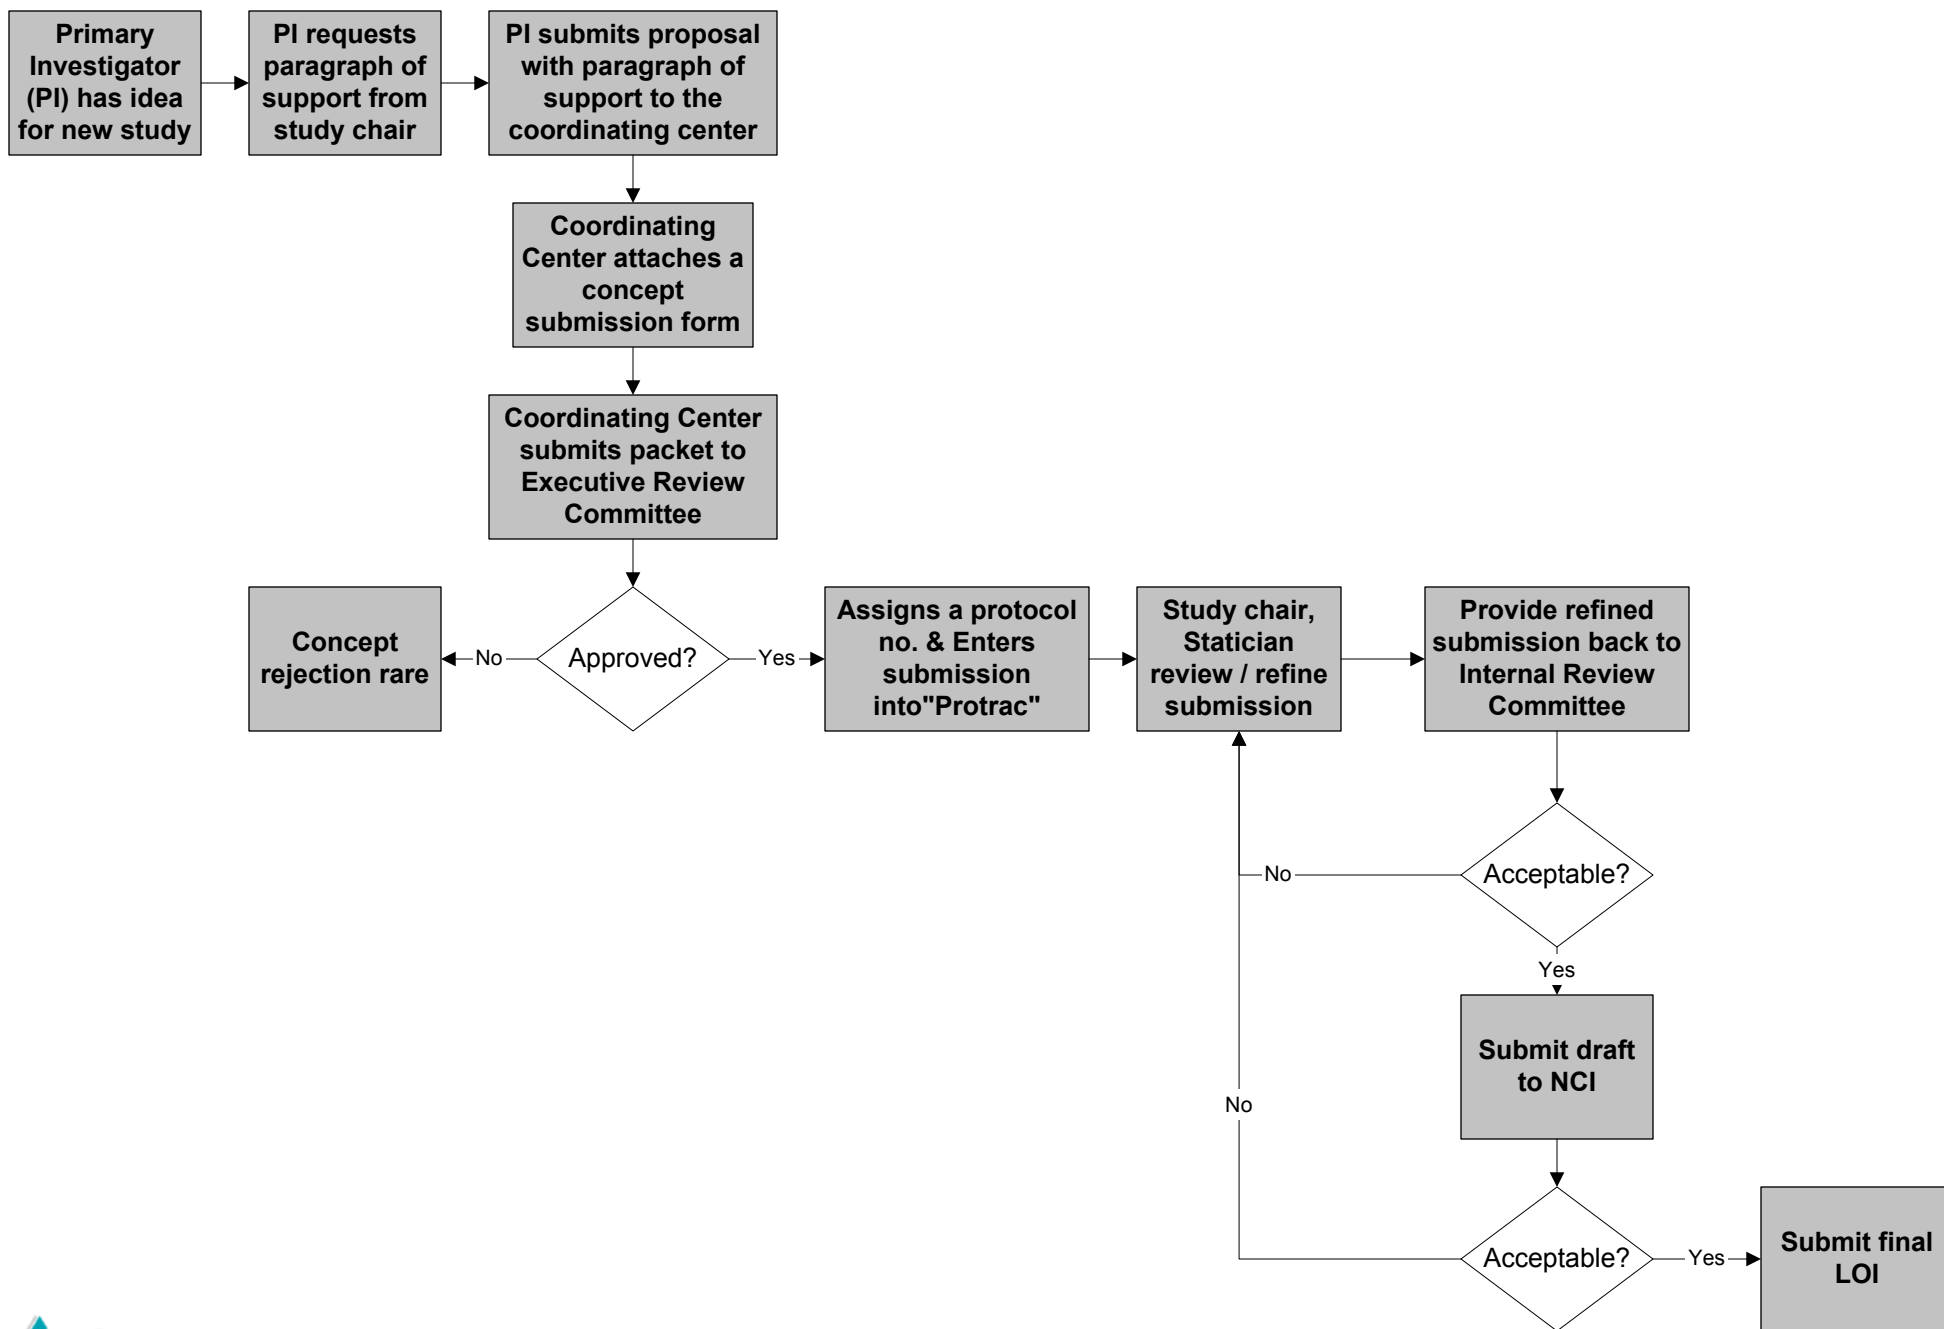 Primary
Investigator
(PI) has idea
for new study
PI requests
paragraph of
support from
study chair
PI submits proposal
with paragraph of
support to the
coordinating center
Coordinating
Center attaches a
concept
submission form
Coordinating Center
submits packet to
Executive Review
Committee
Concept
rejection rare
No
Approved?
Yes
Assigns a protocol
no. & Enters
submission
into"Protrac"
Study chair,
Statician
review / refine
submission
Provide refined
submission back to
Internal Review
Committee
No
Acceptable?
Yes
Submit draft
to NCI
No
Acceptable?
Yes
Submit final
LOI